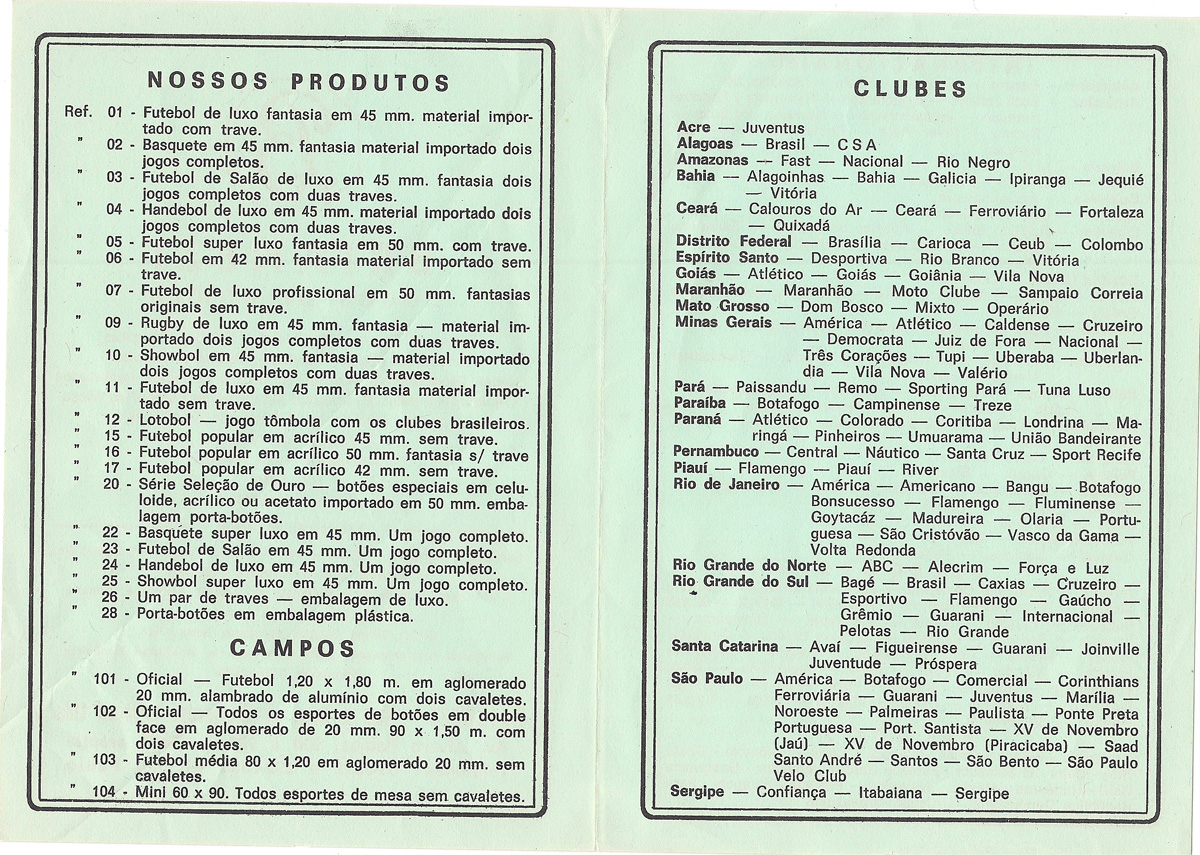 NOSSOS PRODUTOS
Ref. 01 - Futebol de luxo fantasia em 45 mm. material impor-
tado com trave.
" 02 - Basquete em 45 mm. fantasia material importado dois
jogos completos.
" 03 - Futebol de Salão de luxo em 45 mm. fantasia dois
jogos completos com duas traves.
" 04 - Handebol de luxo em 45 mm. material importado dois
jogos completos com duas traves.
" 05 - Futebol super luxo fantasia em 50 mm. com trave.
" 06 - Futebol em 42 mm. fantasia material importado sem
trave.
" 07 - Futebol de luxo profissional em 50 mm. fantasias
originais sem trave.
" 09 - Rugby de luxo em 45 mm. fantasia — material im-
portado dois jogos completos com duas traves.
" 10 - Showbol em 45 mm. fantasia — material importado
dois jogos completos com duas traves.
" 11 - Futebol de luxo em 45 mm. fantasia material impor-
tado sem trave.
" 12 - Lotobol — jogo tômbola com os clubes brasileiros.
" 15 - Futebol popular em acrílico 45 mm. sem trave.
" 16 - Futebol popular em acrílico 50 mm. fantasia s/ trave
" 17 - Futebol popular em acrílico 42 mm. sem trave.
" 20 - Série Seleção de Ouro — botões especiais em celu-
loide, acrílico ou acetato importado em 50 mm. emba-
lagem porta-botões.
" 22 - Basquete super luxo em 45 mm. Um jogo completo.
" 23 - Futebol de Salão em 45 mm. Um jogo completo.
" 24 - Handebol de luxo em 45 mm. Um jogo completo.
" 25 - Showbol super luxo em 45 mm. Um jogo completo.
" 26 - Um par de traves — embalagem de luxo.
" 28 - Porta-botões em embalagem plástica.
CAMPOS
" 101 - Oficial — Futebol 1,20 x 1,80 m. em aglomerado
20 mm. alambrado de alumínio com dois cavaletes.
" 102 - Oficial — Todos os esportes de botões em double
face em aglomerado de 20 mm. 90 x 1,50 m. com
dois cavaletes.
" 103 - Futebol média 80 x 1,20 em aglomerado 20 mm. sem
cavaletes.
" 104 - Mini 60 x 90. Todos esportes de mesa sem cavaletes.
CLUBES
Acre — Juventus
Alagoas — Brasil — C S A
Amazonas — Fast — Nacional — Rio Negro
Bahia — Alagoinhas — Bahia — Galicia — Ipiranga — Jequié
— Vitória
Ceará — Calouros do Ar — Ceará — Ferroviário — Fortaleza
— Quixadá
Distrito Federal — Brasília — Carioca — Ceub — Colombo
Espírito Santo — Desportiva — Rio Branco — Vitória
Goiás — Atlético — Goiás — Goiânia — Vila Nova
Maranhão — Maranhão — Moto Clube — Sampaio Correia
Mato Grosso — Dom Bosco — Mixto — Operário
Minas Gerais — América — Atlético — Caldense — Cruzeiro
— Democrata — Juiz de Fora — Nacional —
Três Corações — Tupi — Uberaba — Uberlan-
dia — Vila Nova — Valério
Pará — Paissandu — Remo — Sporting Pará — Tuna Luso
Paraíba — Botafogo — Campinense — Treze
Paraná — Atlético — Colorado — Coritiba — Londrina — Ma-
ringá — Pinheiros — Umuarama — União Bandeirante
Pernambuco — Central — Náutico — Santa Cruz — Sport Recife
Piauí — Flamengo — Piauí — River
Rio de Janeiro — América — Americano — Bangu — Botafogo
Bonsucesso — Flamengo — Fluminense —
Goytacáz — Madureira — Olaria — Portu-
guesa — São Cristóvão — Vasco da Gama —
Volta Redonda
Rio Grande do Norte — ABC — Alecrim — Força e Luz
Rio Grande do Sul — Bagé — Brasil — Caxias — Cruzeiro —
Esportivo — Flamengo — Gaúcho —
Grêmio — Guarani — Internacional —
Pelotas — Rio Grande
Santa Catarina — Avaí — Figueirense — Guarani — Joinville
Juventude — Próspera
São Paulo — América — Botafogo — Comercial — Corinthians
Ferroviária — Guarani — Juventus — Marília —
Noroeste — Palmeiras — Paulista — Ponte Preta
Portuguesa — Port. Santista — XV de Novembro
(Jaú) — XV de Novembro (Piracicaba) — Saad
Santo André — Santos — São Bento — São Paulo
Velo Club
Sergipe — Confiança — Itabaiana — Sergipe